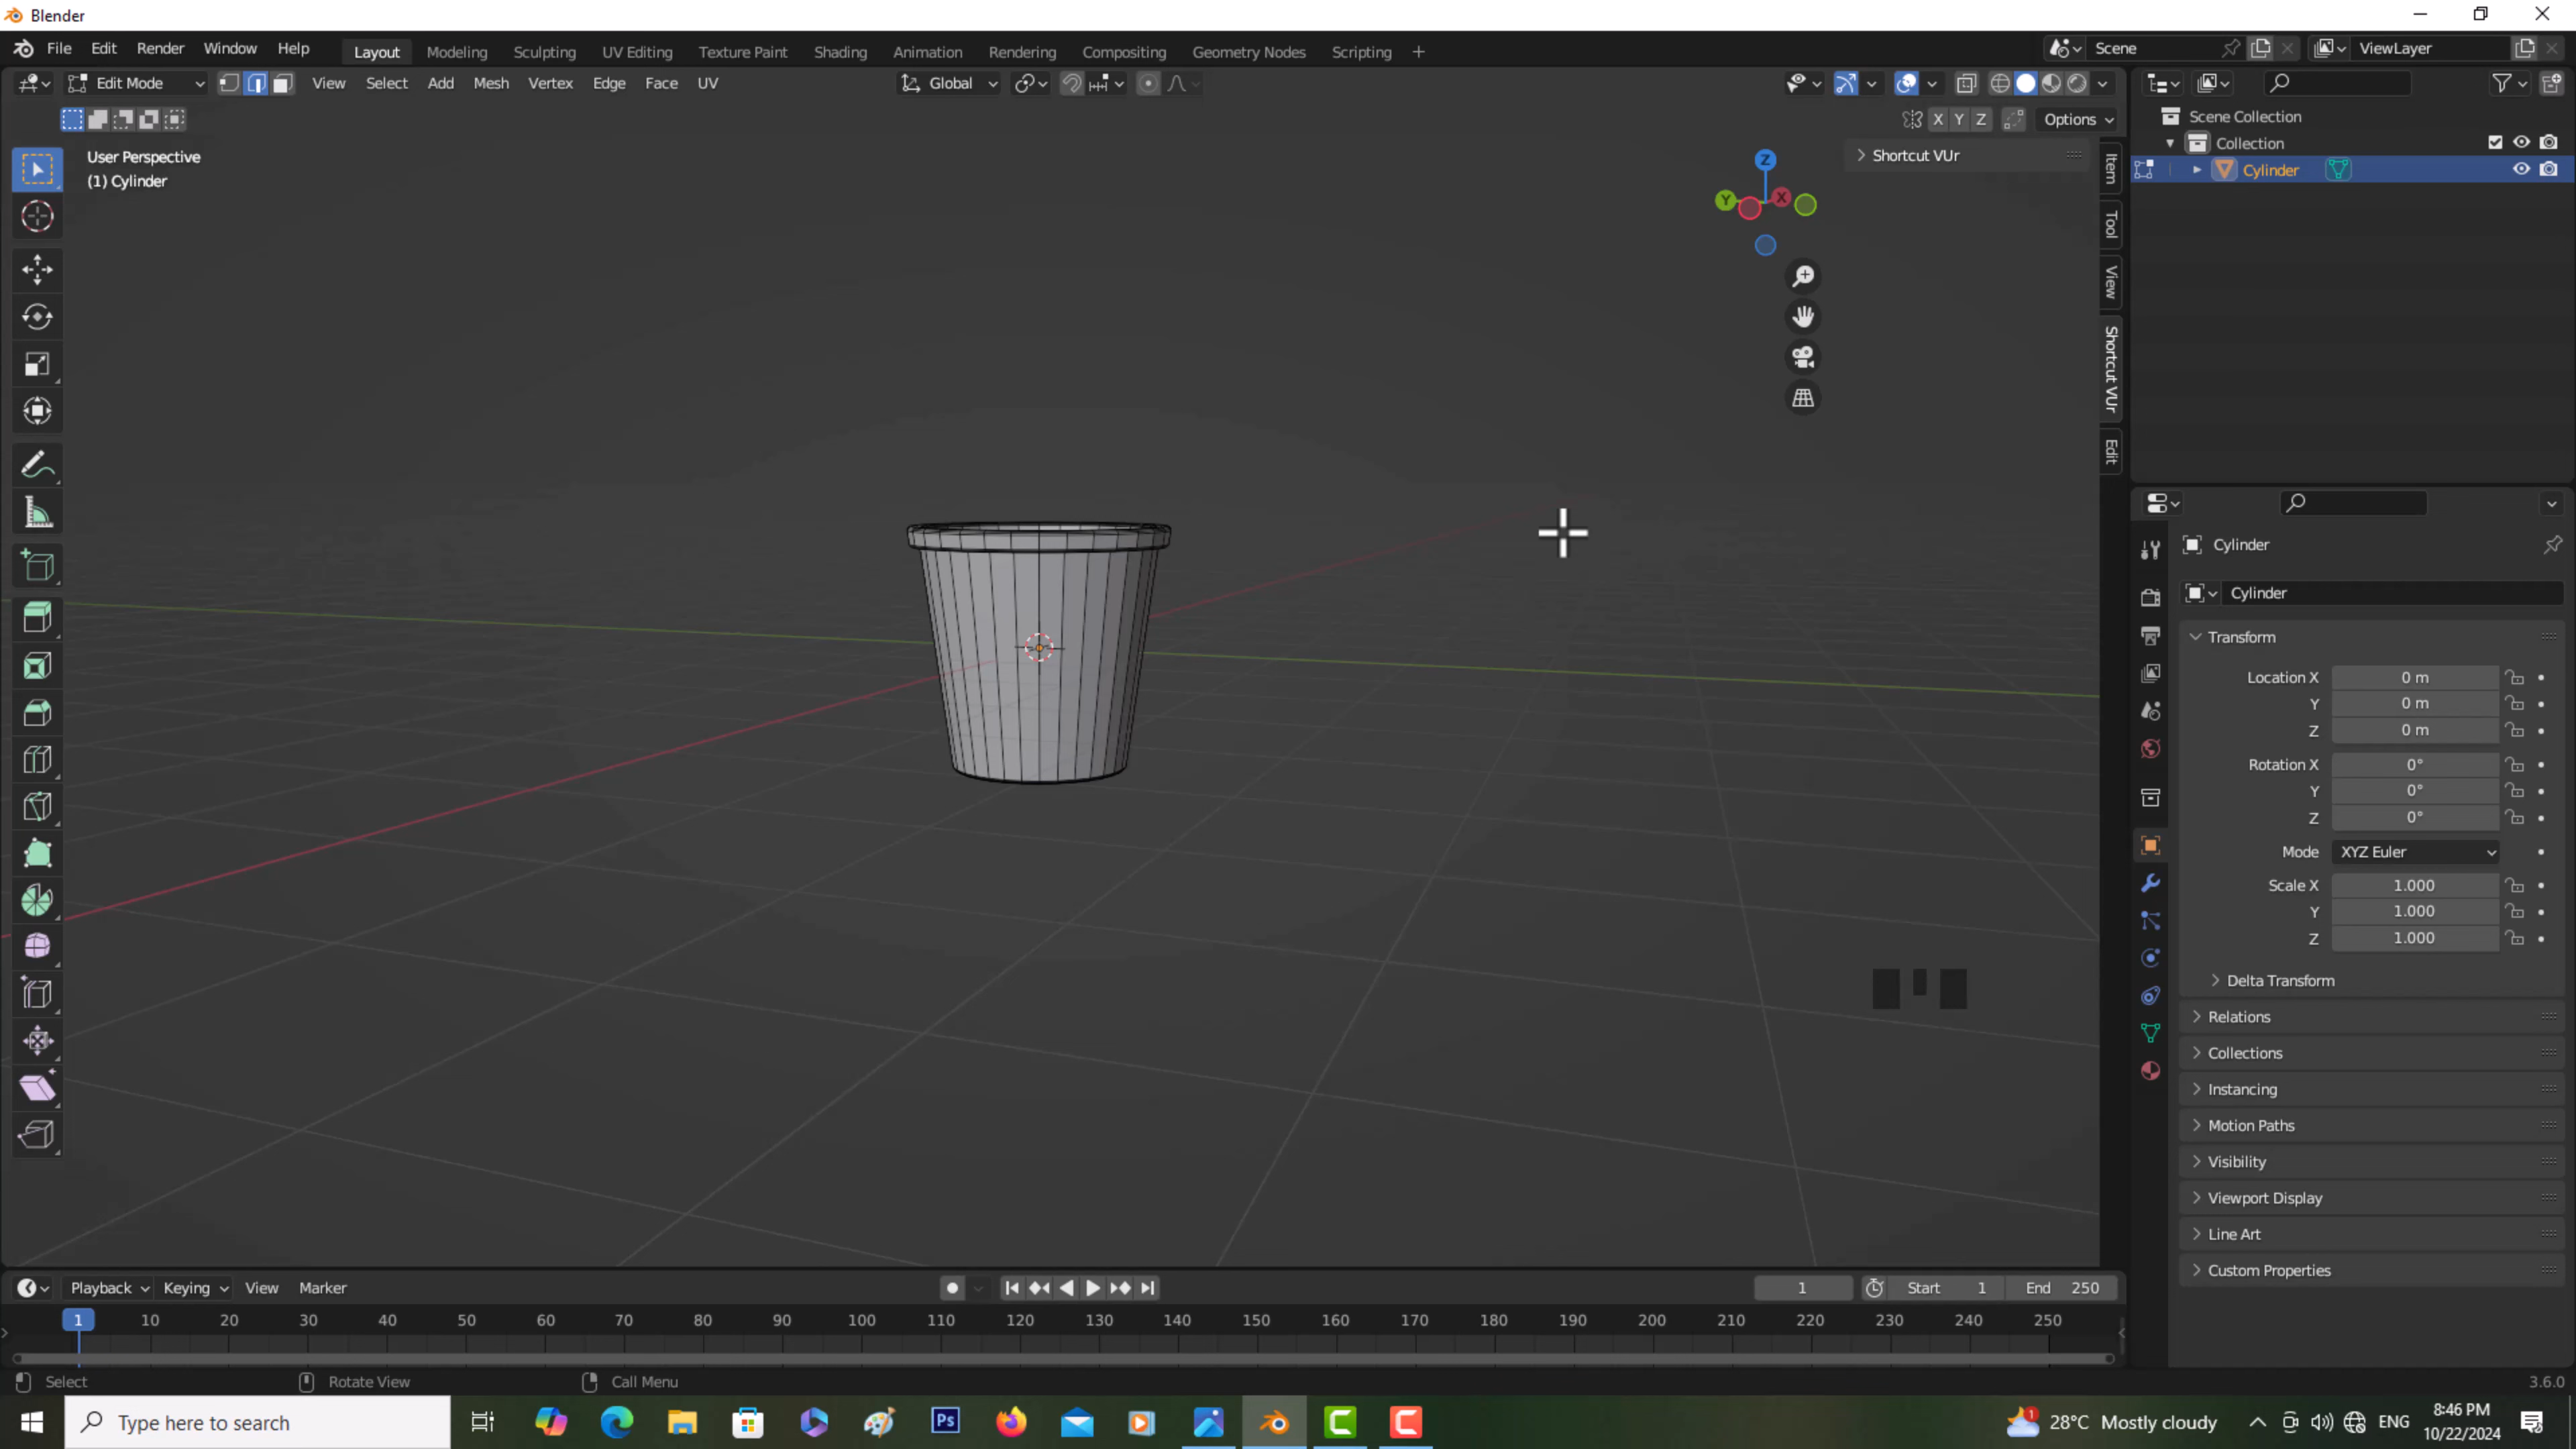 Blender
File Edit Render Window Help Layout Modeling Sculpting UV Editing Texture Paint Shading Animation Rendering Compositing Geometry Nodes Scripting + Scene ViewLayer
Edit Mode View Select Add Mesh Vertex Edge Face UV Global
X Y Z Options
User Perspective
(1) Cylinder
Shortcut VUr
Z
Y X
Item
Tool
View
Shortcut VUr
Edit
Scene Collection
Collection
Cylinder
Cylinder
Cylinder
Transform
Location X 0 m
Y 0 m
Z 0 m
Rotation X 0°
Y 0°
Z 0°
Mode XYZ Euler
Scale X 1.000
Y 1.000
Z 1.000
Delta Transform
Relations
Collections
Instancing
Motion Paths
Visibility
Viewport Display
Line Art
Custom Properties
Playback Keying View Marker 1 Start 1 End 250
1 10 20 30 40 50 60 70 80 90 100 110 120 130 140 150 160 170 180 190 200 210 220 230 240 250
Select Rotate View Call Menu 3.6.0
Type here to search Ps 1 28°C Mostly cloudy ENG 8:46 PM
10/22/2024